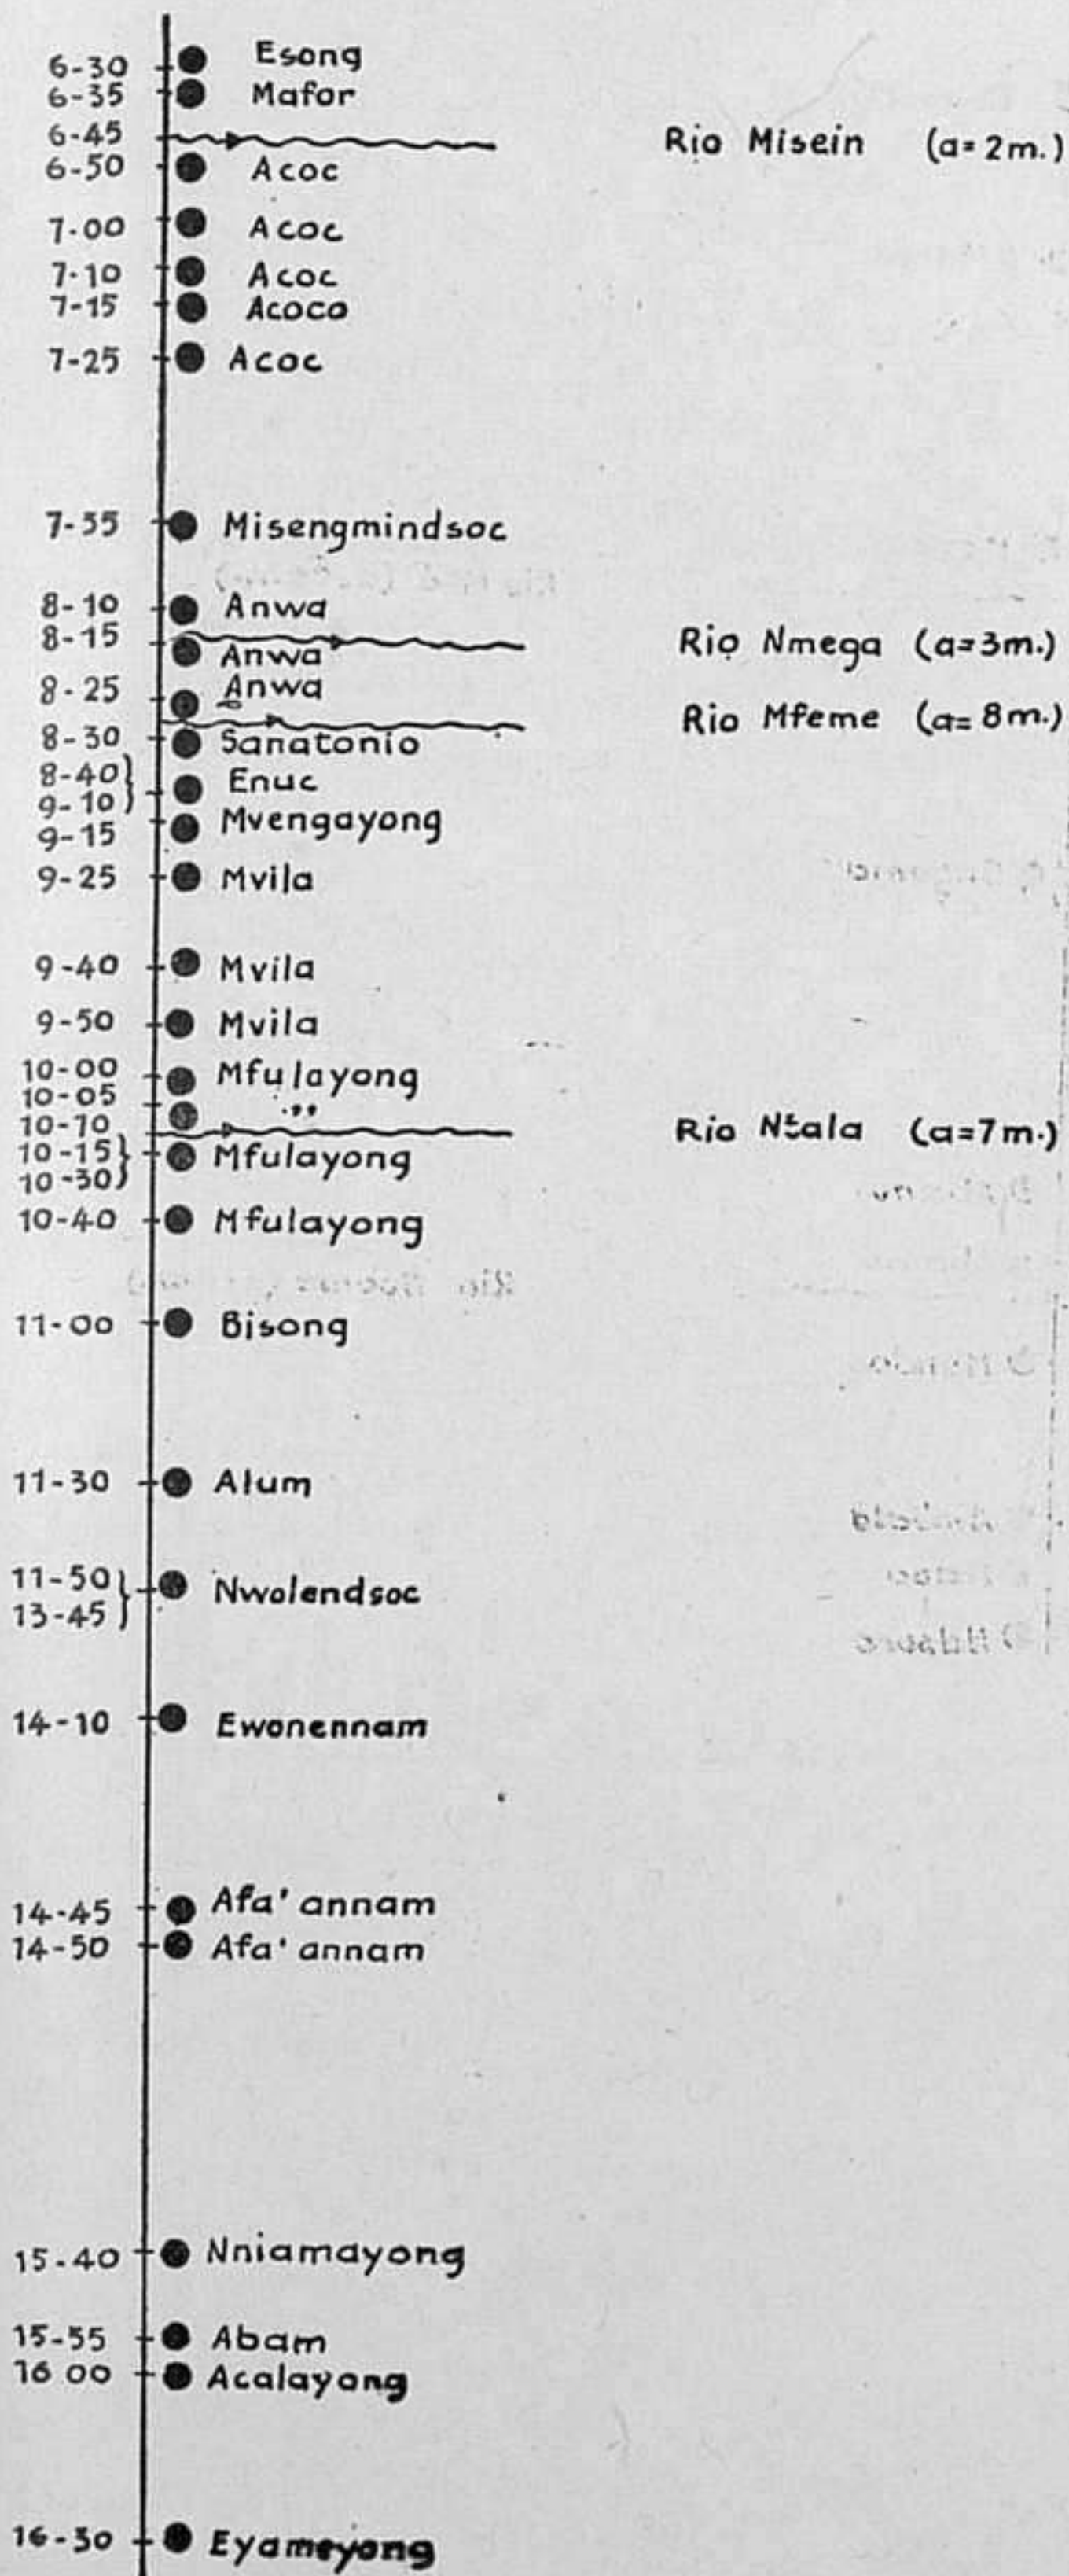 6-30 Esong
6-35 Mafor
6-45 Rio Misein (a=2m.)
6-50 Acoc
7-00 Acoc
7-10 Acoc
7-15 Acoco
7-25 Acoc
7-55 Misengmindsoc
8-10 Anwa
8-15 Rio Nmega (a=3m.)
Anwa
8-25 Anwa
Rio Mfeme (a=8m.)
8-30 Sanatonio
8-40} Enuc
9-10}
9-15 Mvengayong
9-25 Mvila
9-40 Mvila
9-50 Mvila
10-00 Mfulayong
10-05 "
10-10 Rio Ntala (a=7m.)
10-15} Mfulayong
10-30}
10-40 Mfulayong
11-00 Bisong
11-30 Alum
11-50} Nwolendsoc
13-45}
14-10 Ewonennam
14-45 Afa' annam
14-50 Afa' annam
15-40 Nniamayong
15-55 Abam
16 00 Acalayong
16-30 Eyameyong